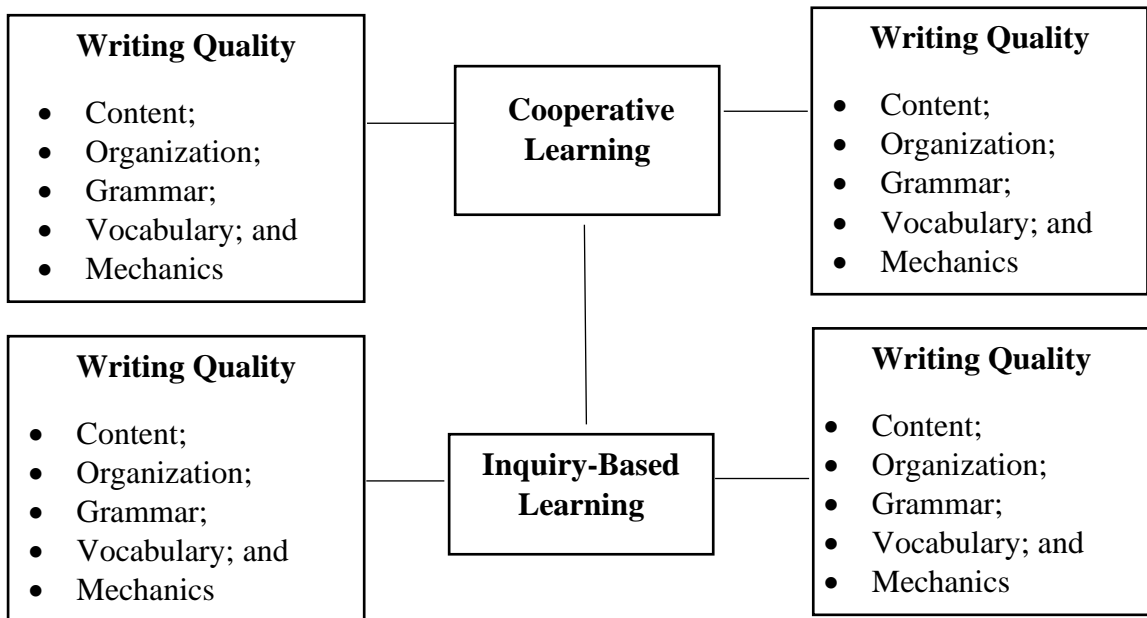 Writing Quality
• Content;
• Organization;
• Grammar;
• Vocabulary; and
• Mechanics
Cooperative
Learning
Writing Quality
• Content;
• Organization;
• Grammar;
• Vocabulary; and
• Mechanics
Writing Quality
• Content;
• Organization;
• Grammar;
• Vocabulary; and
• Mechanics
Inquiry-Based
Learning
Writing Quality
• Content;
• Organization;
• Grammar;
• Vocabulary; and
• Mechanics